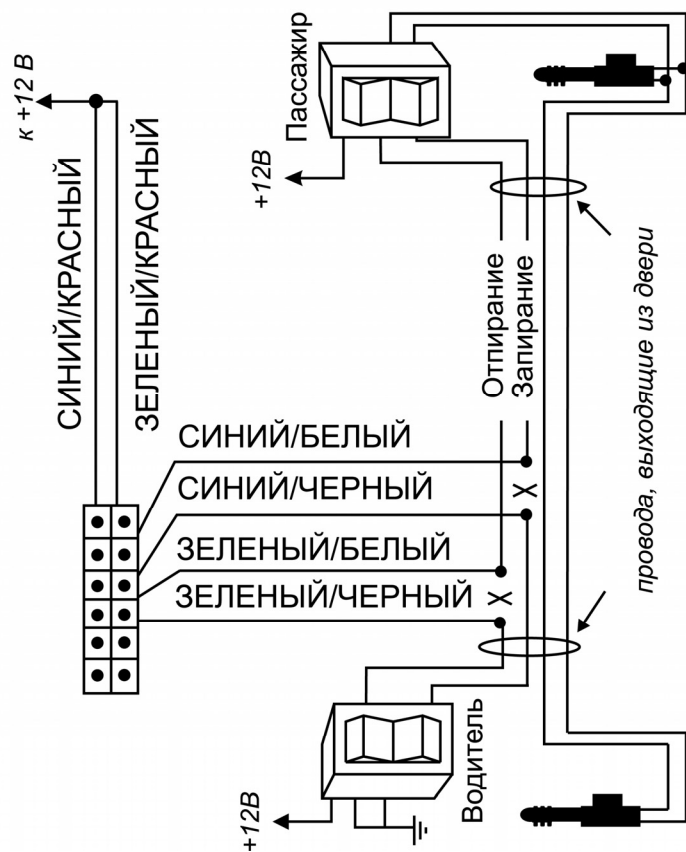 к +12 В
СИНИЙ/КРАСНЫЙ
ЗЕЛЕНЫЙ/КРАСНЫЙ
Пассажир
+12В
Отпирание
Запирание
провода, выходящие из двери
СИНИЙ/БЕЛЫЙ
СИНИЙ/ЧЕРНЫЙ
ЗЕЛЕНЫЙ/БЕЛЫЙ
ЗЕЛЕНЫЙ/ЧЕРНЫЙ
Водитель
+12В